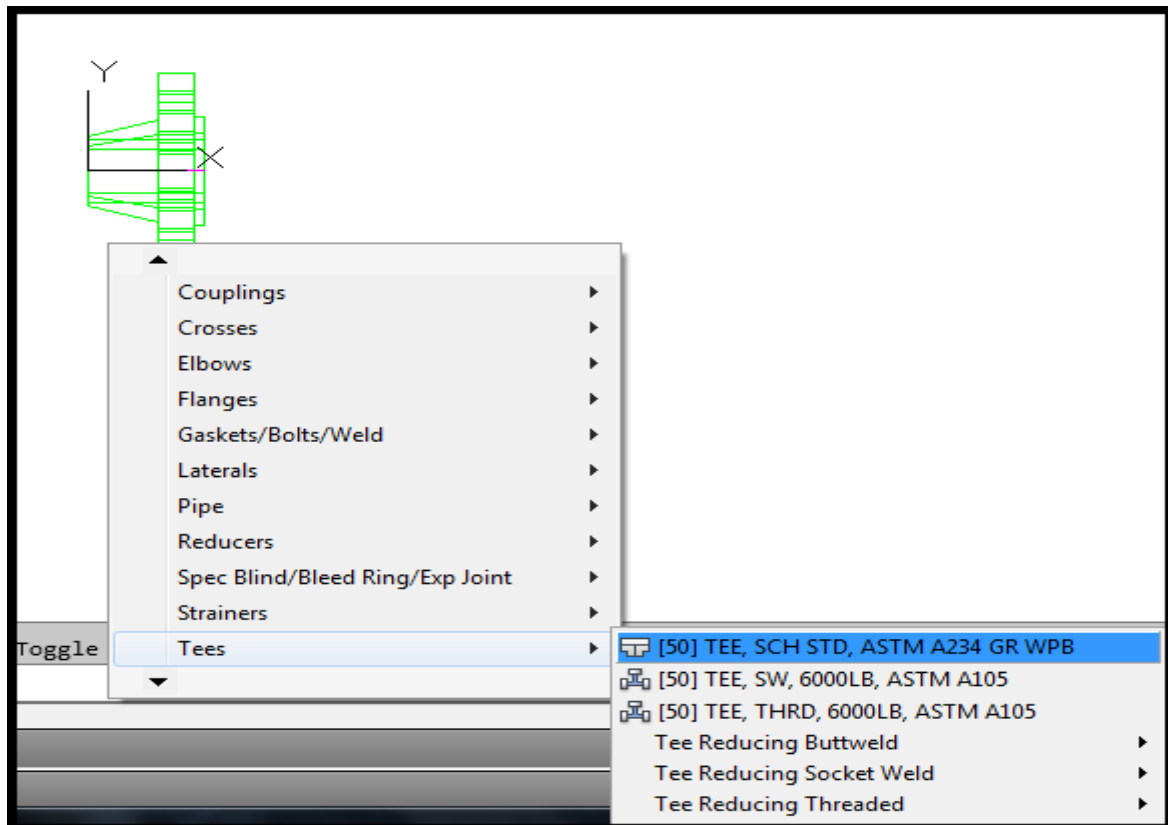 Y
X
Couplings
Crosses
Elbows
Flanges
Gaskets/Bolts/Weld
Laterals
Pipe
Reducers
Spec Blind/Bleed Ring/Exp Joint
Strainers
Toggle
Tees
[50] TEE, SCH STD, ASTM A234 GR WPB
[50] TEE, SW, 6000LB, ASTM A105
[50] TEE, THRD, 6000LB, ASTM A105
Tee Reducing Buttweld
Tee Reducing Socket Weld
Tee Reducing Threaded